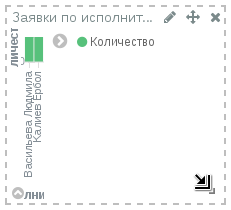 Заявки по исполнит...
Количество
Васильева Людмила
Калиев Ербол